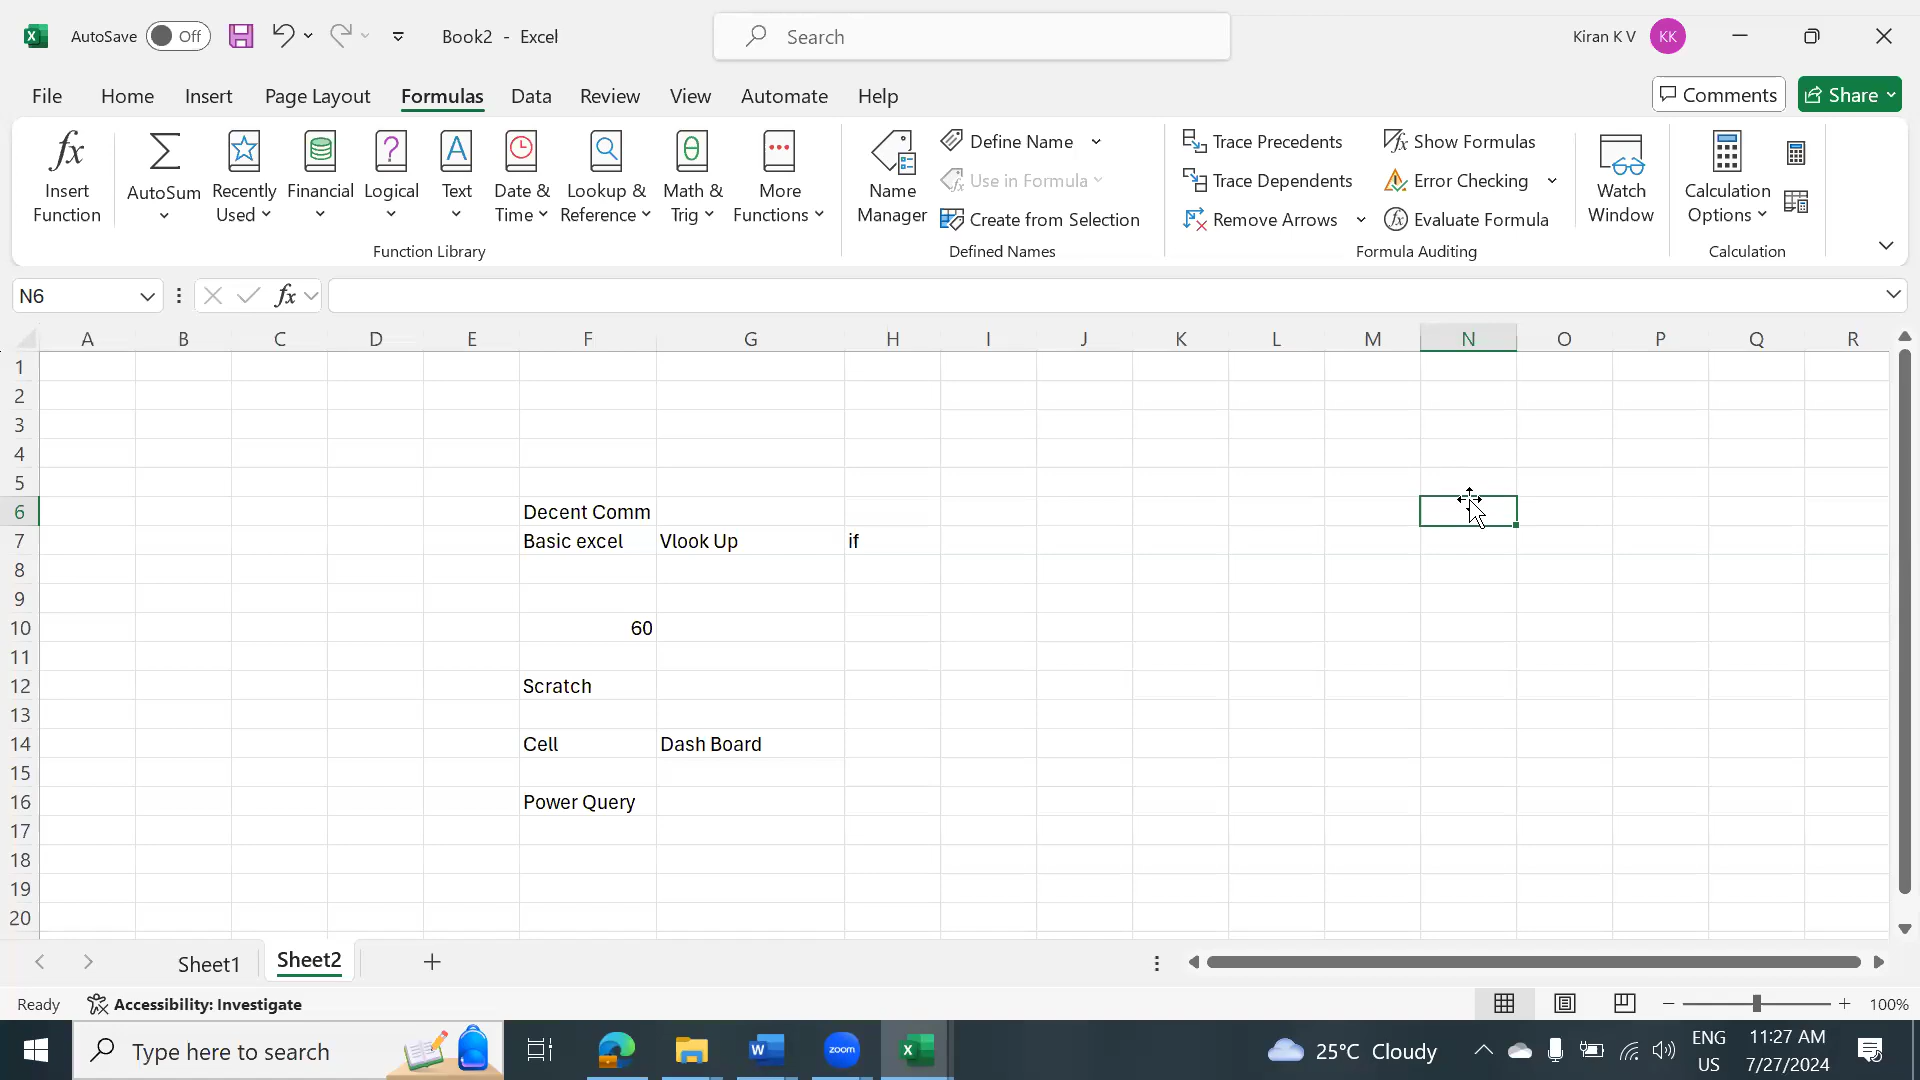 AutoSave Off Book2 - Excel Search Kiran K V KK
File Home Insert Page Layout Formulas Data Review View Automate Help Comments Share
Insert Function
AutoSum
Recently Used
Financial
Logical
Text
Date & Time
Lookup & Reference
Math & Trig
More Functions
Function Library
Name Manager
Define Name
Use in Formula
Create from Selection
Defined Names
Trace Precedents
Trace Dependents
Remove Arrows
Show Formulas
Error Checking
Evaluate Formula
Formula Auditing
Watch Window
Calculation Options
Calculation
N6 fx
A B C D E F G H I J K L M N O P Q R
1
2
3
4
5
6 Decent Comm
7 Basic excel Vlook Up if
8
9
10 60
11
12 Scratch
13
14 Cell Dash Board
15
16 Power Query
17
18
19
20
Sheet1 Sheet2
Ready Accessibility: Investigate 100%
Type here to search zoom 25°C Cloudy ENG US 11:27 AM 7/27/2024